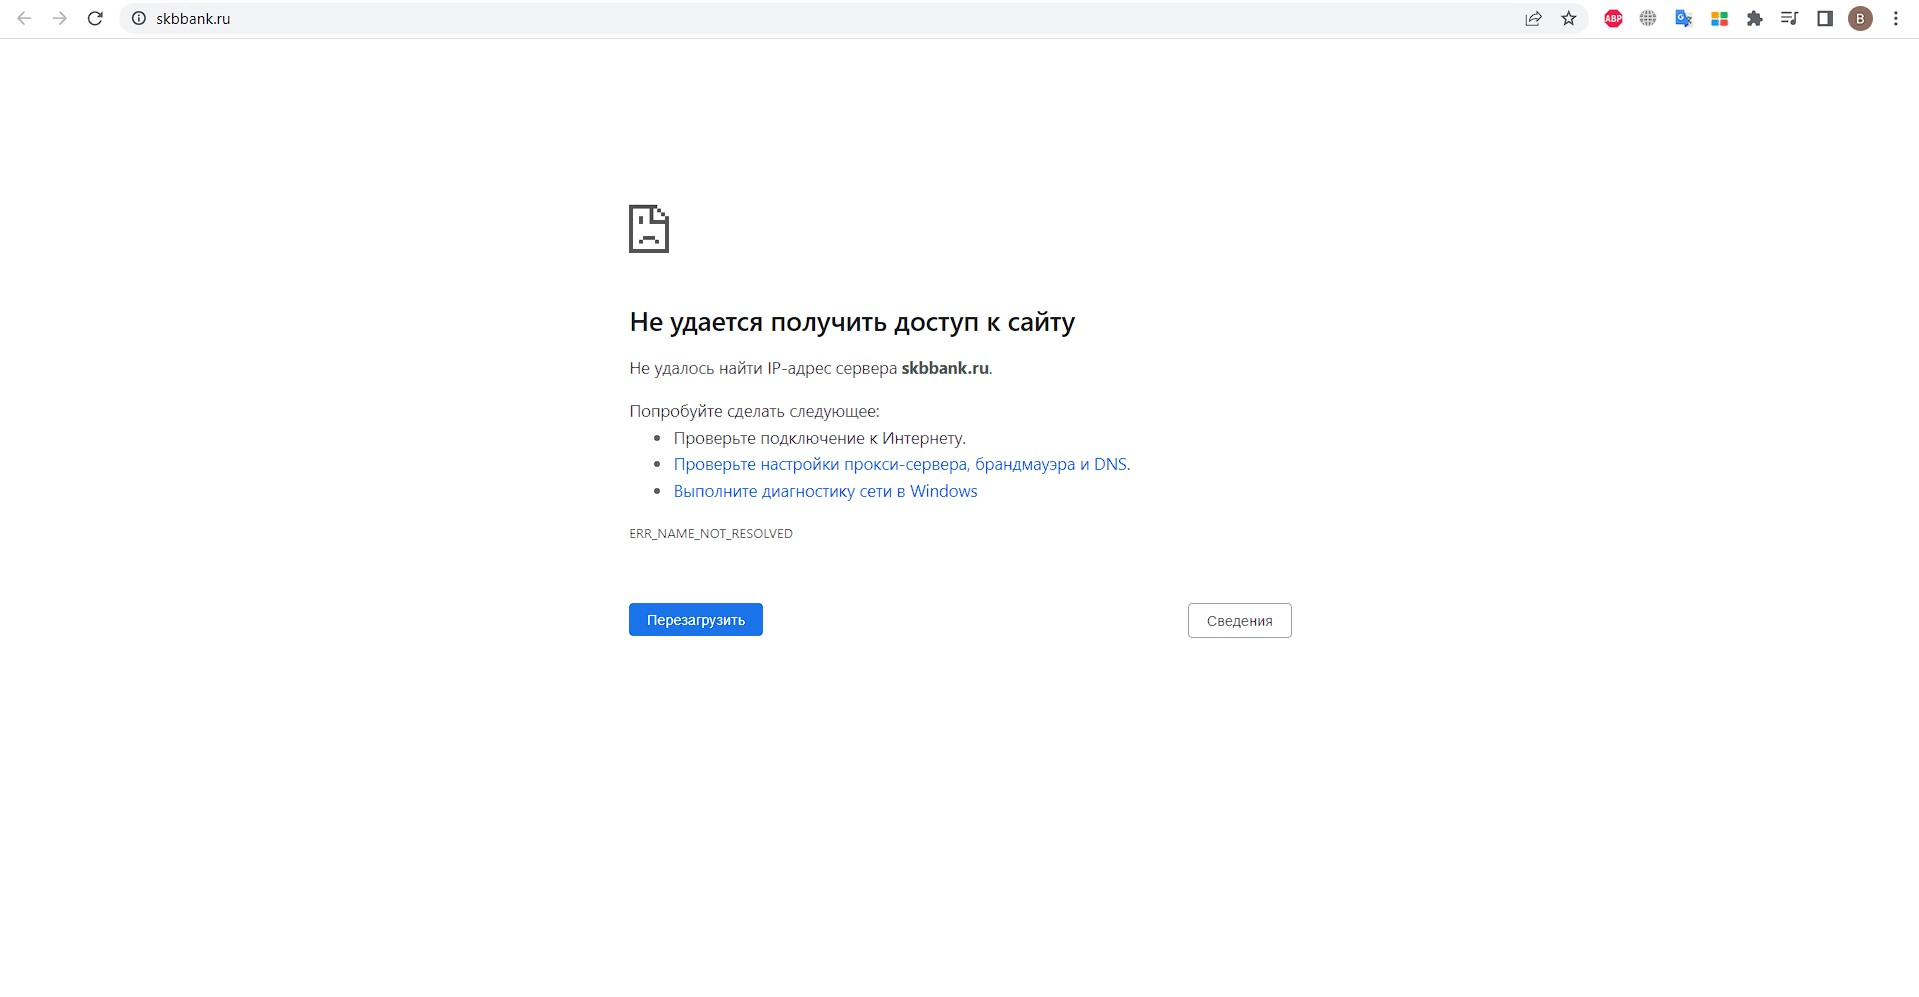 skbbank.ru
ABP
B
Не удается получить доступ к сайту
Не удалось найти IP-адрес сервера skbbank.ru.
Попробуйте сделать следующее:
Проверьте подключение к Интернету.
Проверьте настройки прокси-сервера, брандмауэра и DNS.
Выполните диагностику сети в Windows
ERR_NAME_NOT_RESOLVED
Перезагрузить
Сведения